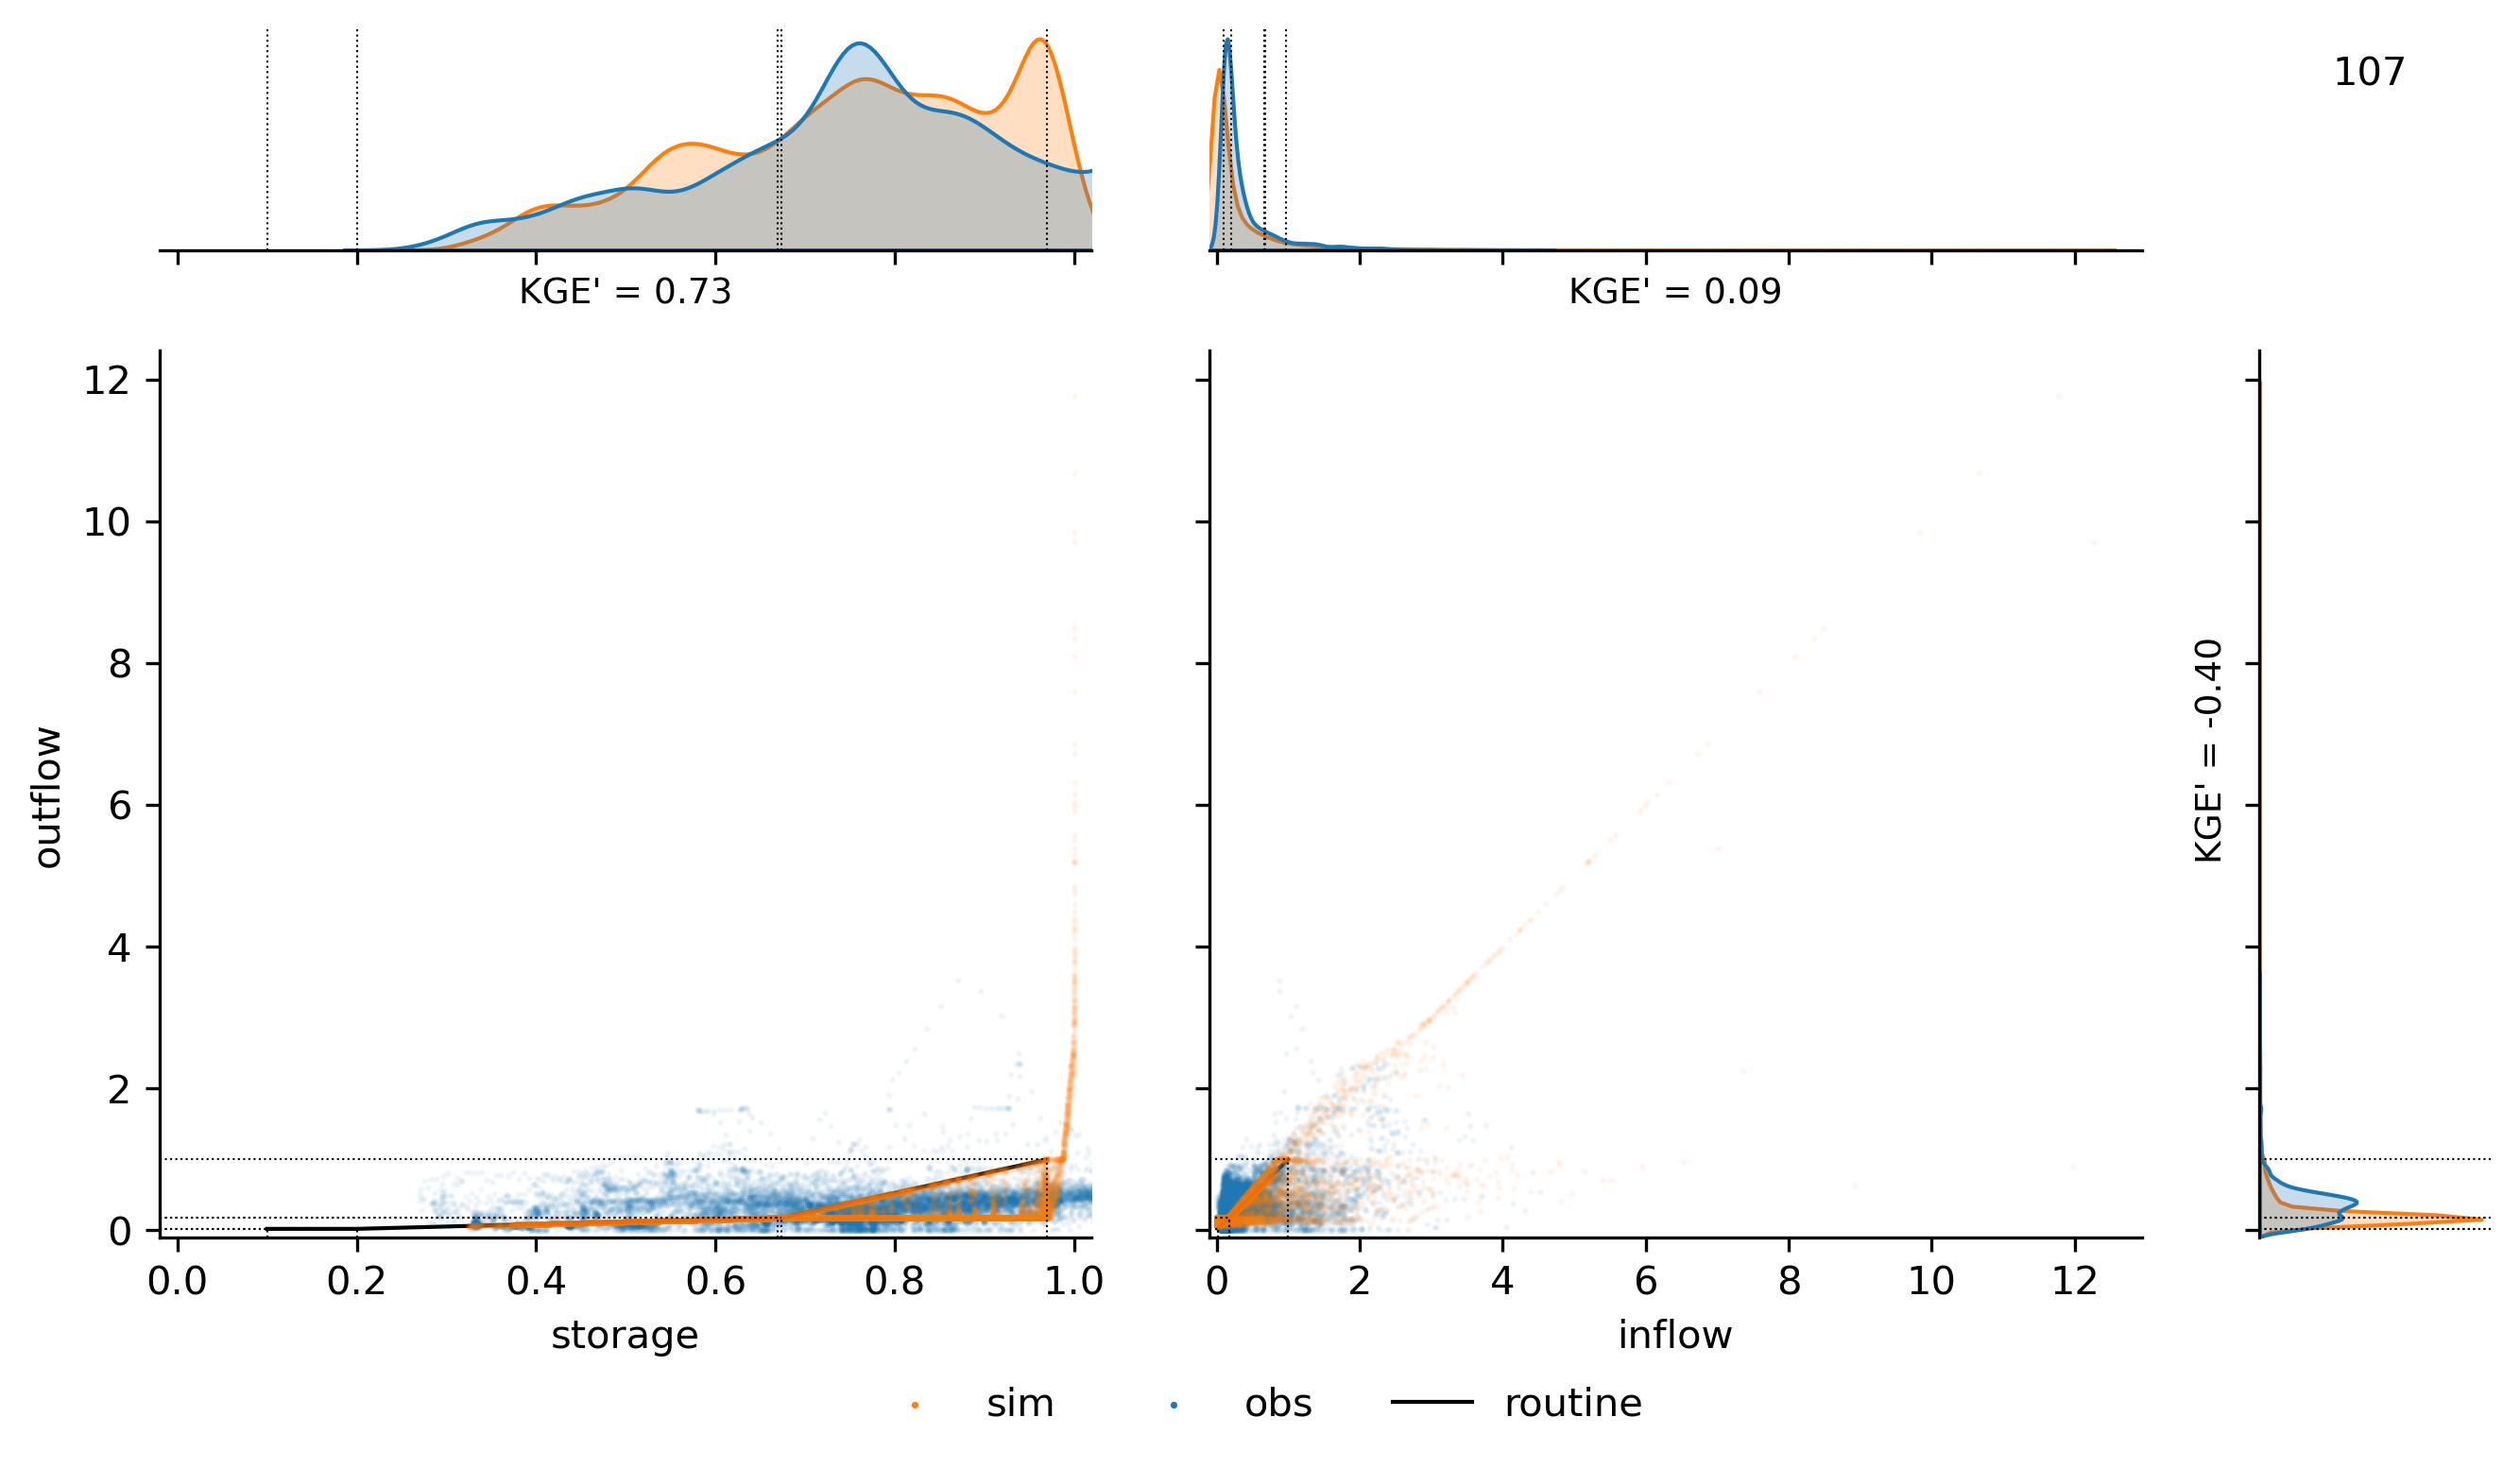 107
KGE' = 0.73
KGE' = 0.09
12
10
8
6
4
2
0
outflow
KGE' = -0.40
0.0 0.2 0.4 0.6 0.8 1.0
0 2 4 6 8 10 12
storage
inflow
sim obs routine